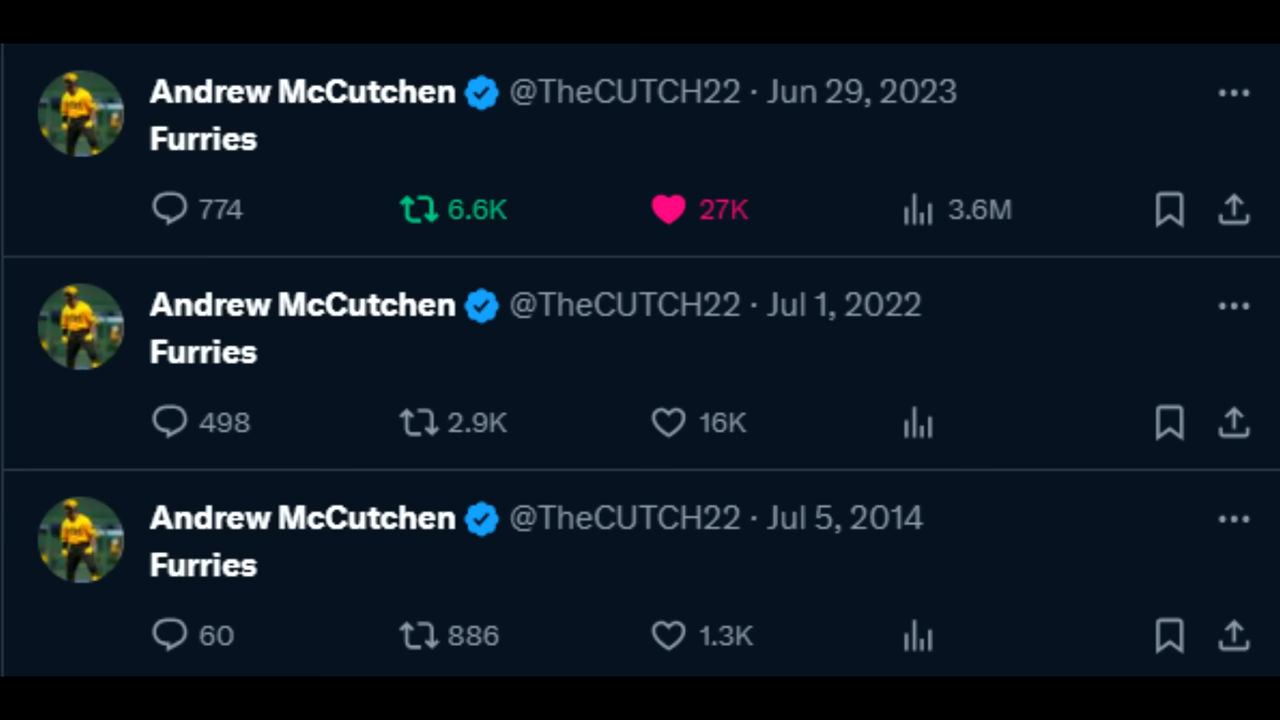 Andrew McCutchen @TheCUTCH22 · Jun 29, 2023
Furries
774 6.6K 27K 3.6M
Andrew McCutchen @TheCUTCH22 · Jul 1, 2022
Furries
498 2.9K 16K
Andrew McCutchen @TheCUTCH22 · Jul 5, 2014
Furries
60 886 1.3K